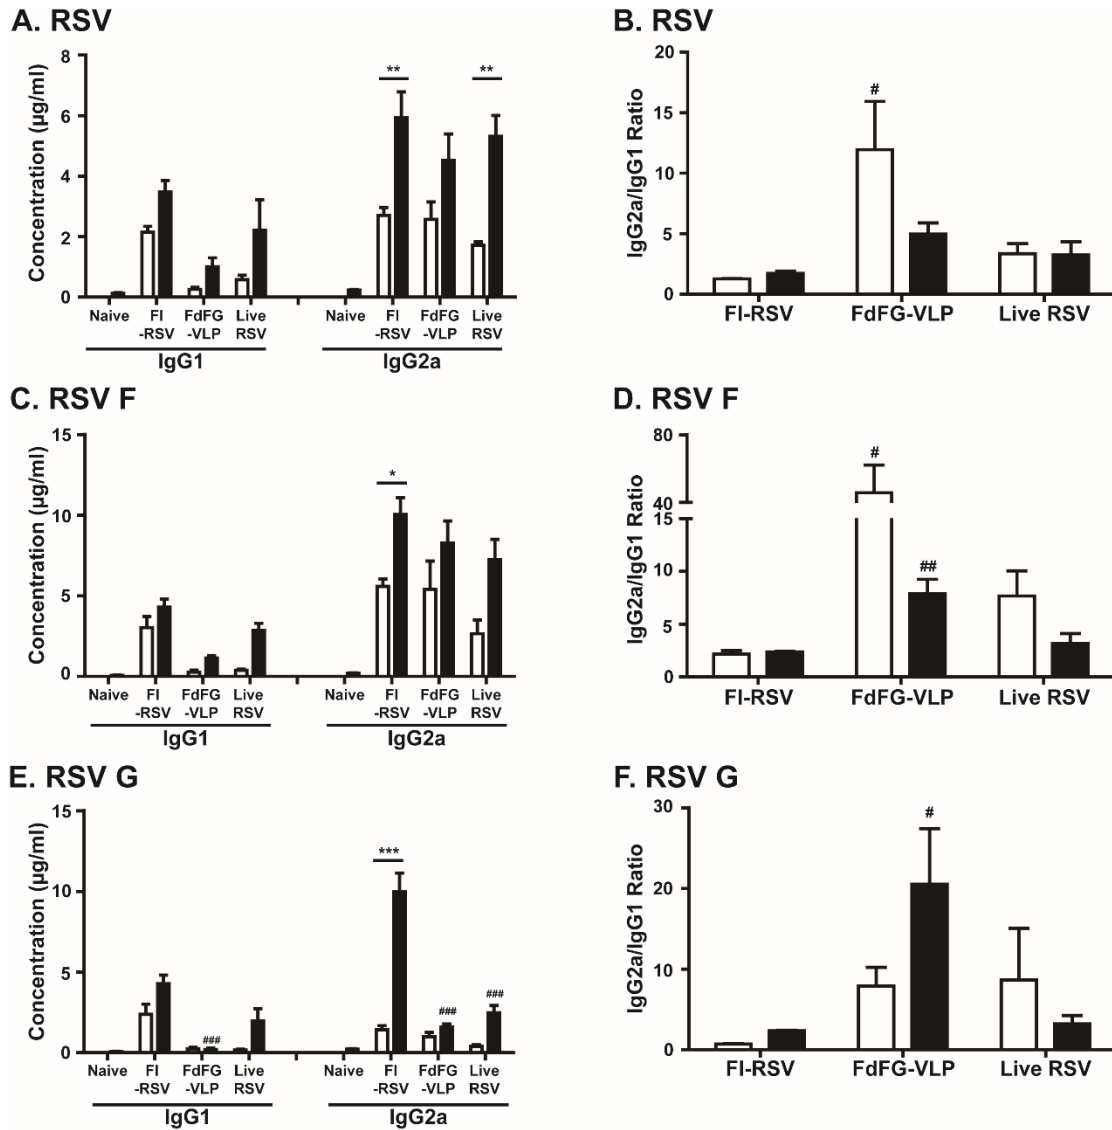 A. RSV
Concentration (µg/ml)
8
6
4
2
0
**
**
Naive FI FdFG Live Naive FI FdFG Live
-RSV -VLP RSV -RSV -VLP RSV
IgG1 IgG2a
B. RSV
IgG2a/IgG1 Ratio
20
15
10
5
0
#
FI-RSV FdFG-VLP Live RSV
C. RSV F
Concentration (µg/ml)
15
10
5
0
*
Naive FI FdFG Live Naive FI FdFG Live
-RSV -VLP RSV -RSV -VLP RSV
IgG1 IgG2a
D. RSV F
IgG2a/IgG1 Ratio
80
40
15
10
5
0
#
##
FI-RSV FdFG-VLP Live RSV
E. RSV G
Concentration (µg/ml)
15
10
5
0
***
###
###
###
Naive FI FdFG Live Naive FI FdFG Live
-RSV -VLP RSV -RSV -VLP RSV
IgG1 IgG2a
F. RSV G
IgG2a/IgG1 Ratio
30
20
10
0
#
FI-RSV FdFG-VLP Live RSV